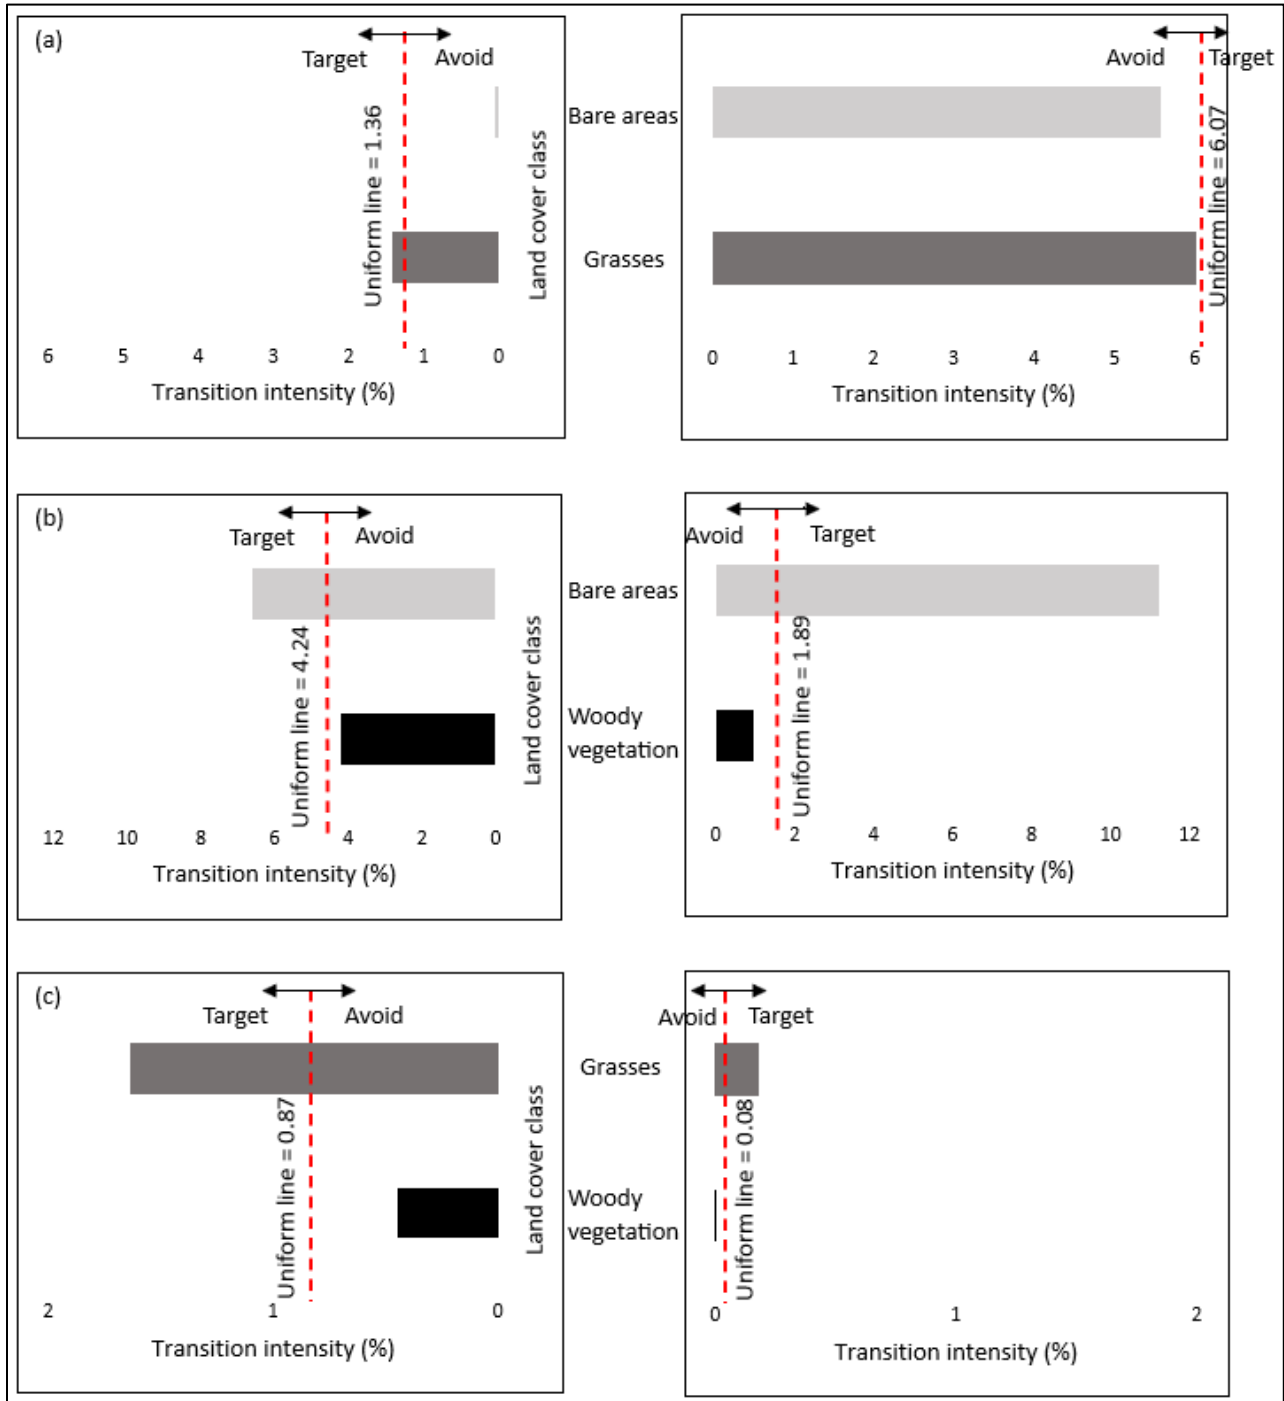 (a)
Target Avoid
Uniform line = 1.36
Land cover class
6 5 4 3 2 1 0
Transition intensity (%)
Bare areas
Grasses
Avoid Target
Uniform line = 6.07
0 1 2 3 4 5 6
Transition intensity (%)
(b)
Target Avoid
Uniform line = 4.24
Land cover class
12 10 8 6 4 2 0
Transition intensity (%)
Bare areas
Woody
vegetation
Avoid Target
Uniform line = 1.89
0 2 4 6 8 10 12
Transition intensity (%)
(c)
Target Avoid
Uniform line = 0.87
Land cover class
2 1 0
Transition intensity (%)
Grasses
Woody
vegetation
Avoid Target
Uniform line = 0.08
0 1 2
Transition intensity (%)